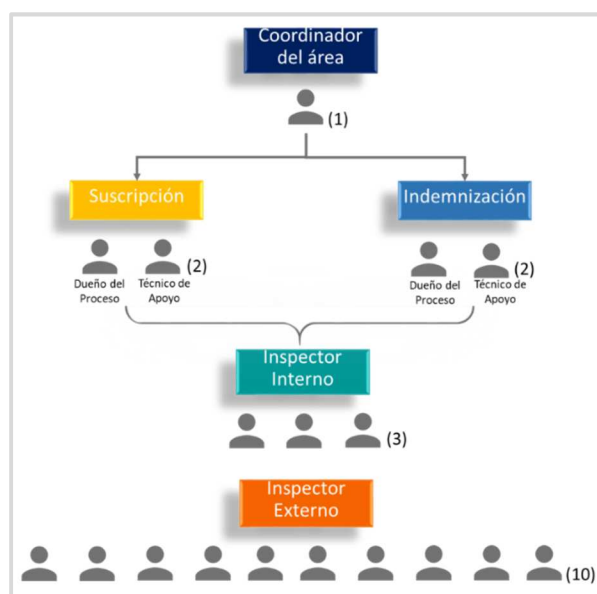 Coordinador
del área
(1)
Suscripción
Indemnización
(2)
(2)
Dueño del
Proceso
Técnico de
Apoyo
Dueño del
Proceso
Técnico de
Apoyo
Inspector
Interno
(3)
Inspector
Externo
(10)